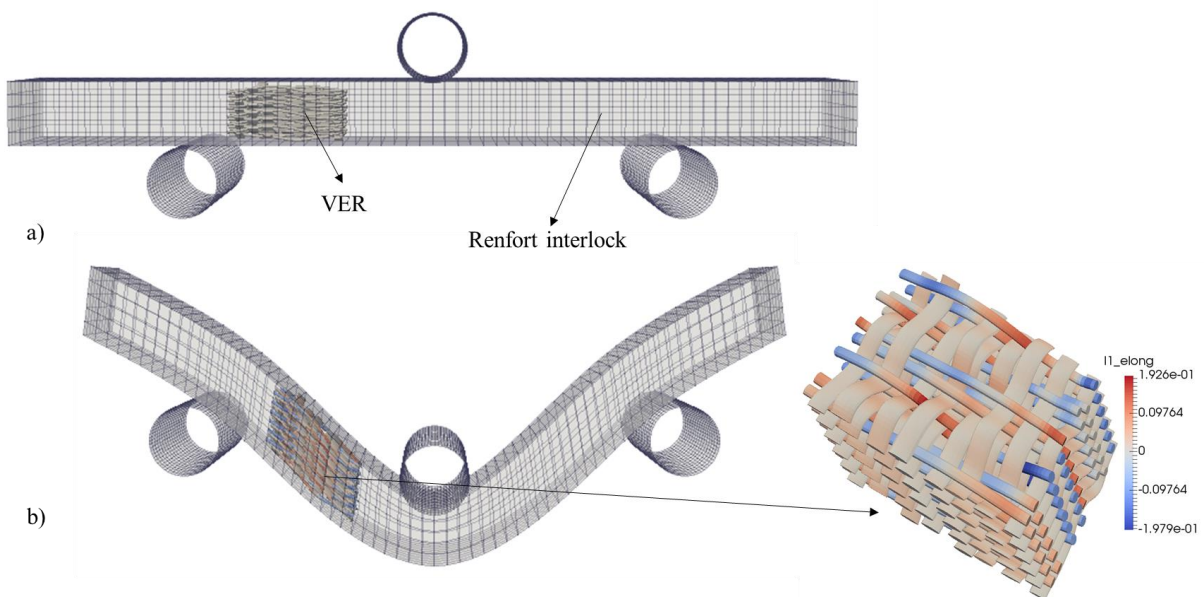 VER
a)
Renfort interlock
I1_elong
1.926e-01
0.09764
0
-0.09764
-1.979e-01
b)